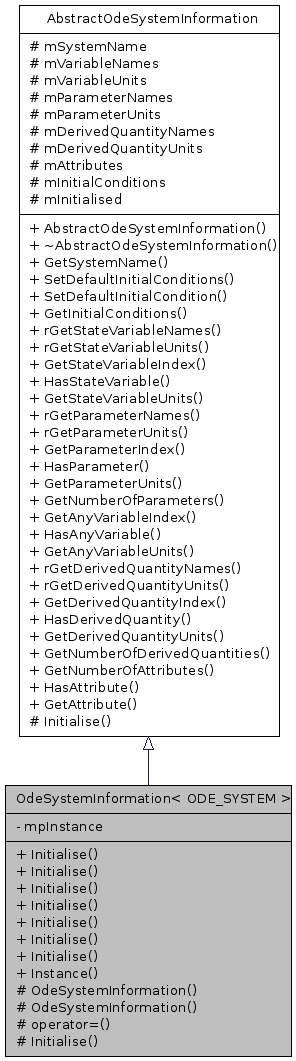 AbstractOdeSystemInformation
# mSystemName
# mVariableNames
# mVariableUnits
# mParameterNames
# mParameterUnits
# mDerivedQuantityNames
# mDerivedQuantityUnits
# mAttributes
# mInitialConditions
# mInitialised
+ AbstractOdeSystemInformation()
+ ~AbstractOdeSystemInformation()
+ GetSystemName()
+ SetDefaultInitialConditions()
+ SetDefaultInitialCondition()
+ GetInitialConditions()
+ rGetStateVariableNames()
+ rGetStateVariableUnits()
+ GetStateVariableIndex()
+ HasStateVariable()
+ GetStateVariableUnits()
+ rGetParameterNames()
+ rGetParameterUnits()
+ GetParameterIndex()
+ HasParameter()
+ GetParameterUnits()
+ GetNumberOfParameters()
+ GetAnyVariableIndex()
+ HasAnyVariable()
+ GetAnyVariableUnits()
+ rGetDerivedQuantityNames()
+ rGetDerivedQuantityUnits()
+ GetDerivedQuantityIndex()
+ HasDerivedQuantity()
+ GetDerivedQuantityUnits()
+ GetNumberOfDerivedQuantities()
+ GetNumberOfAttributes()
+ HasAttribute()
+ GetAttribute()
# Initialise()
OdeSystemInformation< ODE_SYSTEM >
- mpInstance
+ Initialise()
+ Initialise()
+ Initialise()
+ Initialise()
+ Initialise()
+ Initialise()
+ Initialise()
+ Instance()
# OdeSystemInformation()
# OdeSystemInformation()
# operator=()
# Initialise()